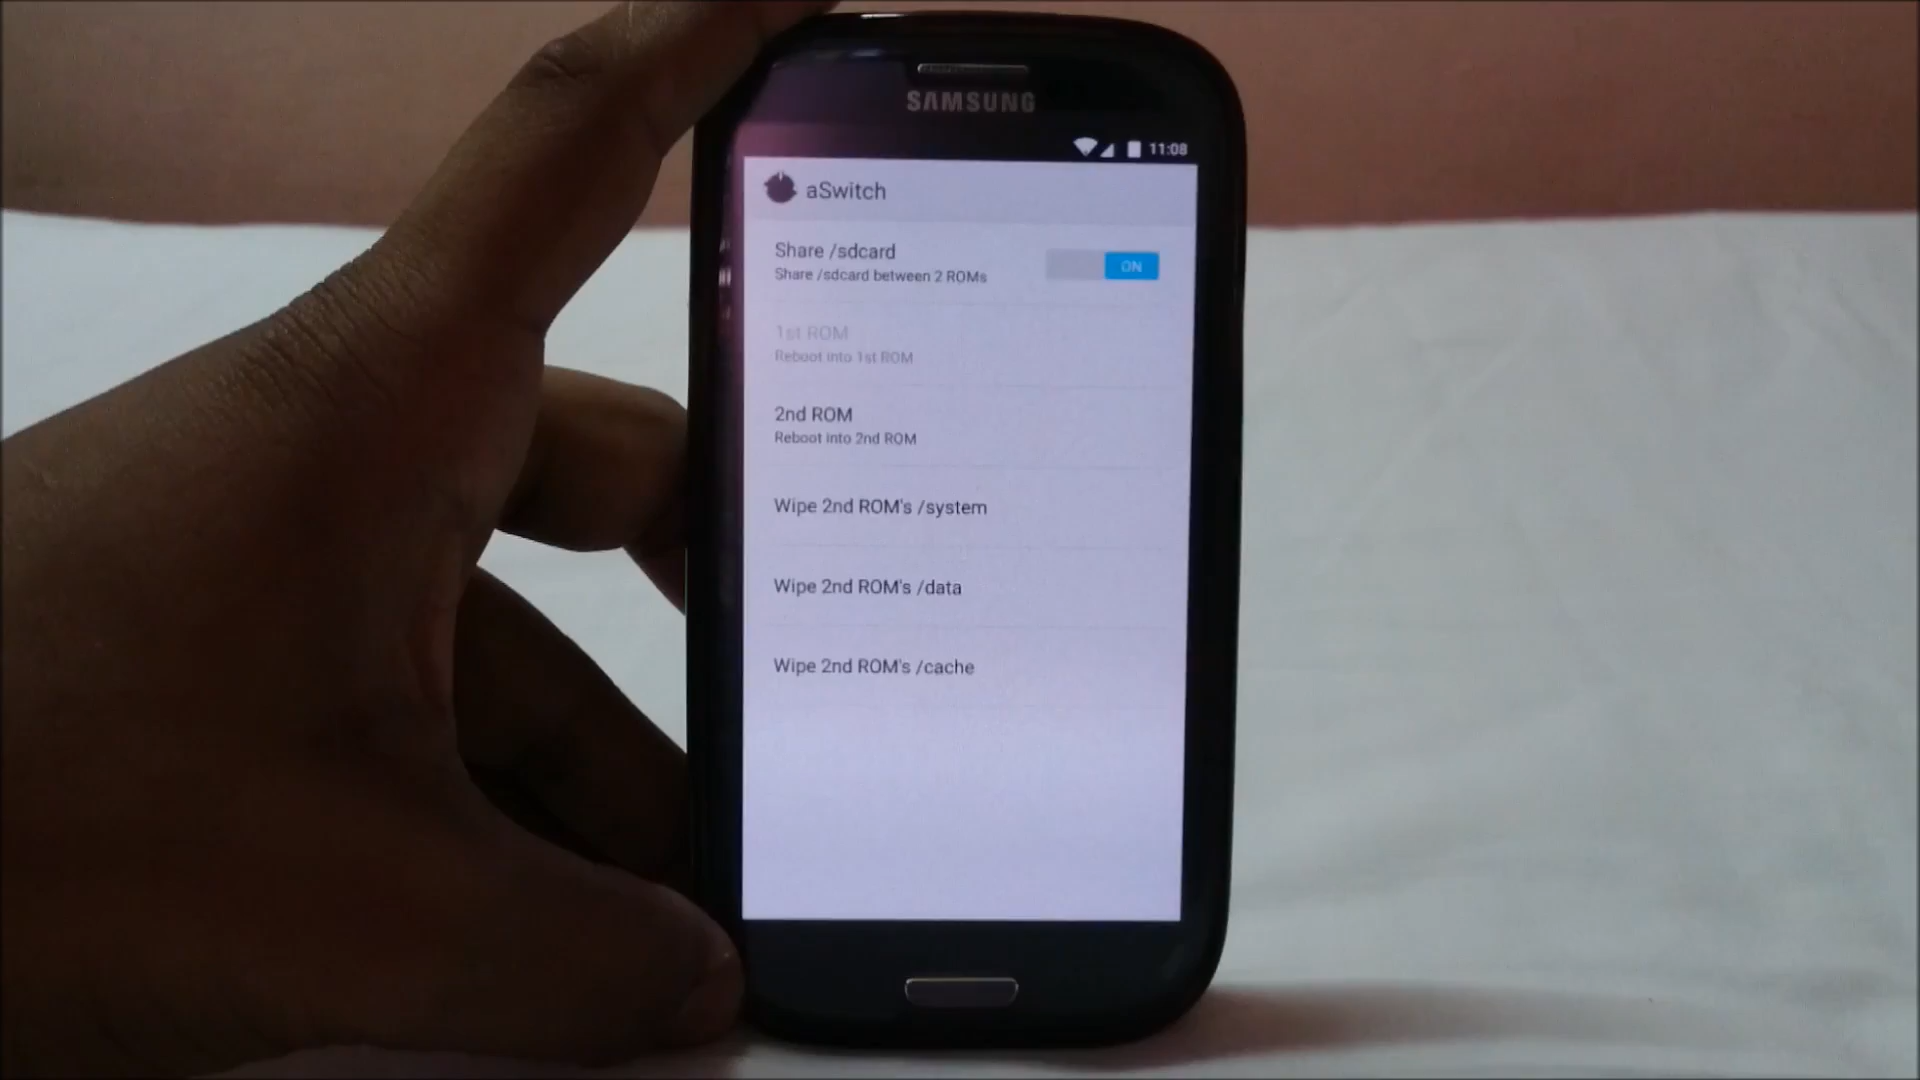 SAMSUNG
11:08
aSwitch
Share /sdcard
Share /sdcard between 2 ROMs
ON
1st ROM
Reboot into 1st ROM
2nd ROM
Reboot into 2nd ROM
Wipe 2nd ROM's /system
Wipe 2nd ROM's /data
Wipe 2nd ROM's /cache